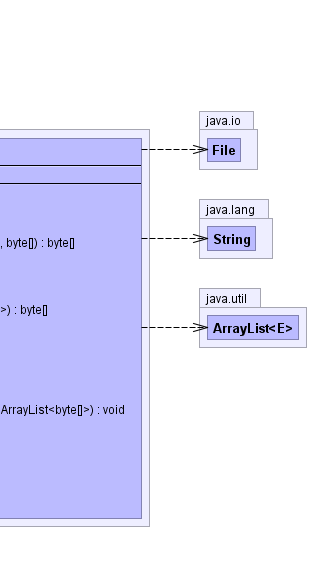 java.io
File
java.lang
String
, byte[]) : byte[]
java.util
>) : byte[]
ArrayList<E>
ArrayList<byte[]>) : void